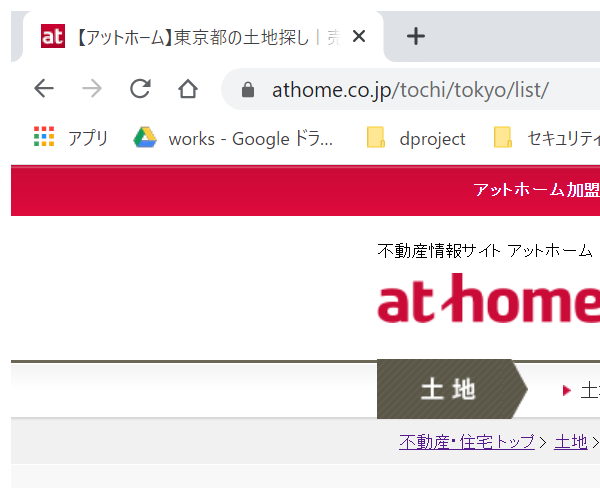 at 【アットホーム】東京都の土地探し｜売
athome.co.jp/tochi/tokyo/list/
アプリ works - Google ドラ... dproject セキュリティ
アットホーム加盟
不動産情報サイト アットホーム
at home
土地
土
不動産・住宅トップ > 土地 >